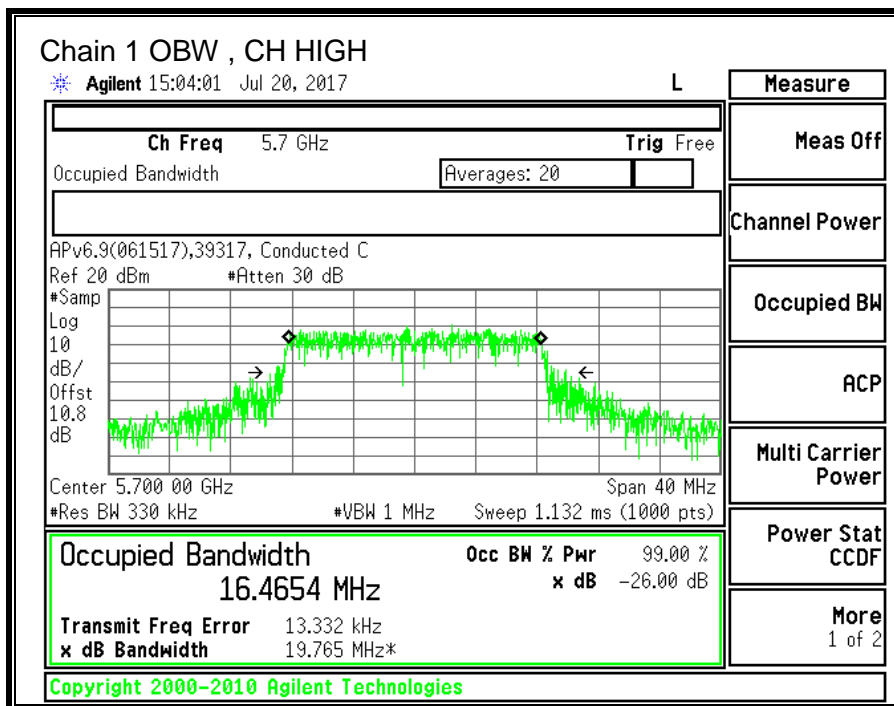 Chain 1 OBW , CH HIGH
Agilent 15:04:01 Jul 20, 2017 L
Measure
Ch Freq 5.7 GHz Trig Free
Meas Off
Occupied Bandwidth Averages: 20
Channel Power
APv6.9(061517),39317, Conducted C
Ref 20 dBm #Atten 30 dB
#Samp
Log
10
dB/
Offst
10.8
dB
Occupied BW
ACP
Multi Carrier
Power
Center 5.700 00 GHz Span 40 MHz
#Res BW 330 kHz #VBW 1 MHz Sweep 1.132 ms (1000 pts)
Power Stat
CCDF
Occupied Bandwidth Occ BW % Pwr 99.00 %
16.4654 MHz x dB -26.00 dB
Transmit Freq Error 13.332 kHz
x dB Bandwidth 19.765 MHz*
More
1 of 2
Copyright 2000-2010 Agilent Technologies